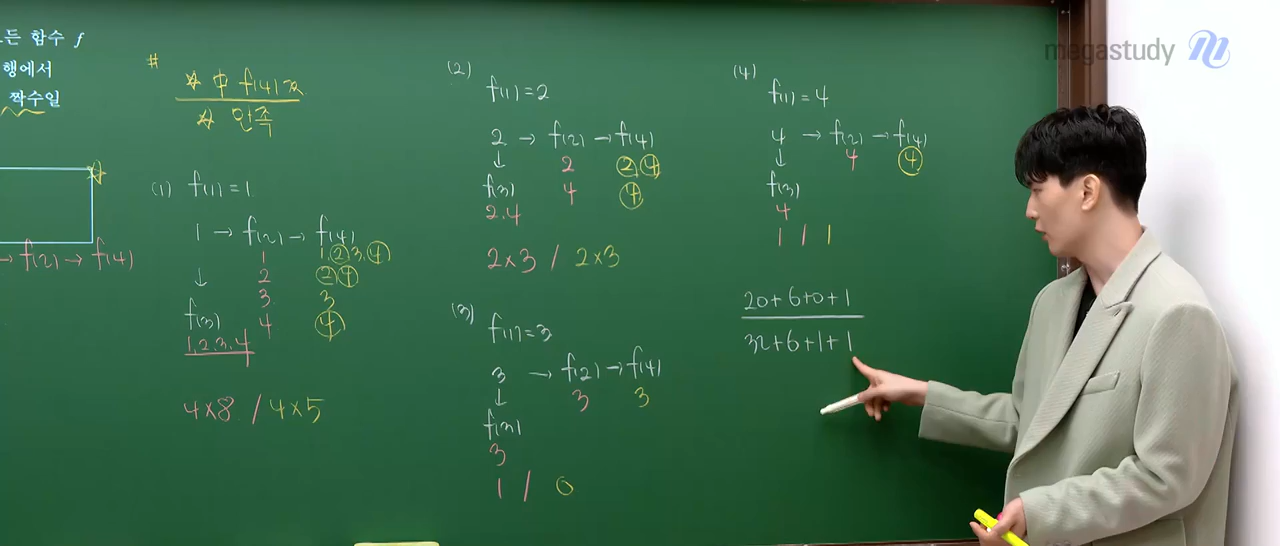 든 함수 f
행에서
짝수일
→ f(2) → f(4)
#
☆ 中 f(4) 짝
☆ 만족
(1) f(1) = 1
1 → f(2) → f(4)
1 1, 2, 3, 4
↓ 2 2, 4
3 3
f(3) 4 4
1, 2, 3, 4
4×8 / 4×5
(2)
f(1) = 2
2 → f(2) → f(4)
↓ 2 2, 4
f(3) 4 4
2, 4
2×3 / 2×3
(3)
f(1) = 3
3 → f(2) → f(4)
↓ 3 3
f(3)
3
1 / 0
(4)
f(1) = 4
4 → f(2) → f(4)
↓ 4 4
f(3)
4
1 / 1
20+6+0+1
32+6+1+1
megastudy